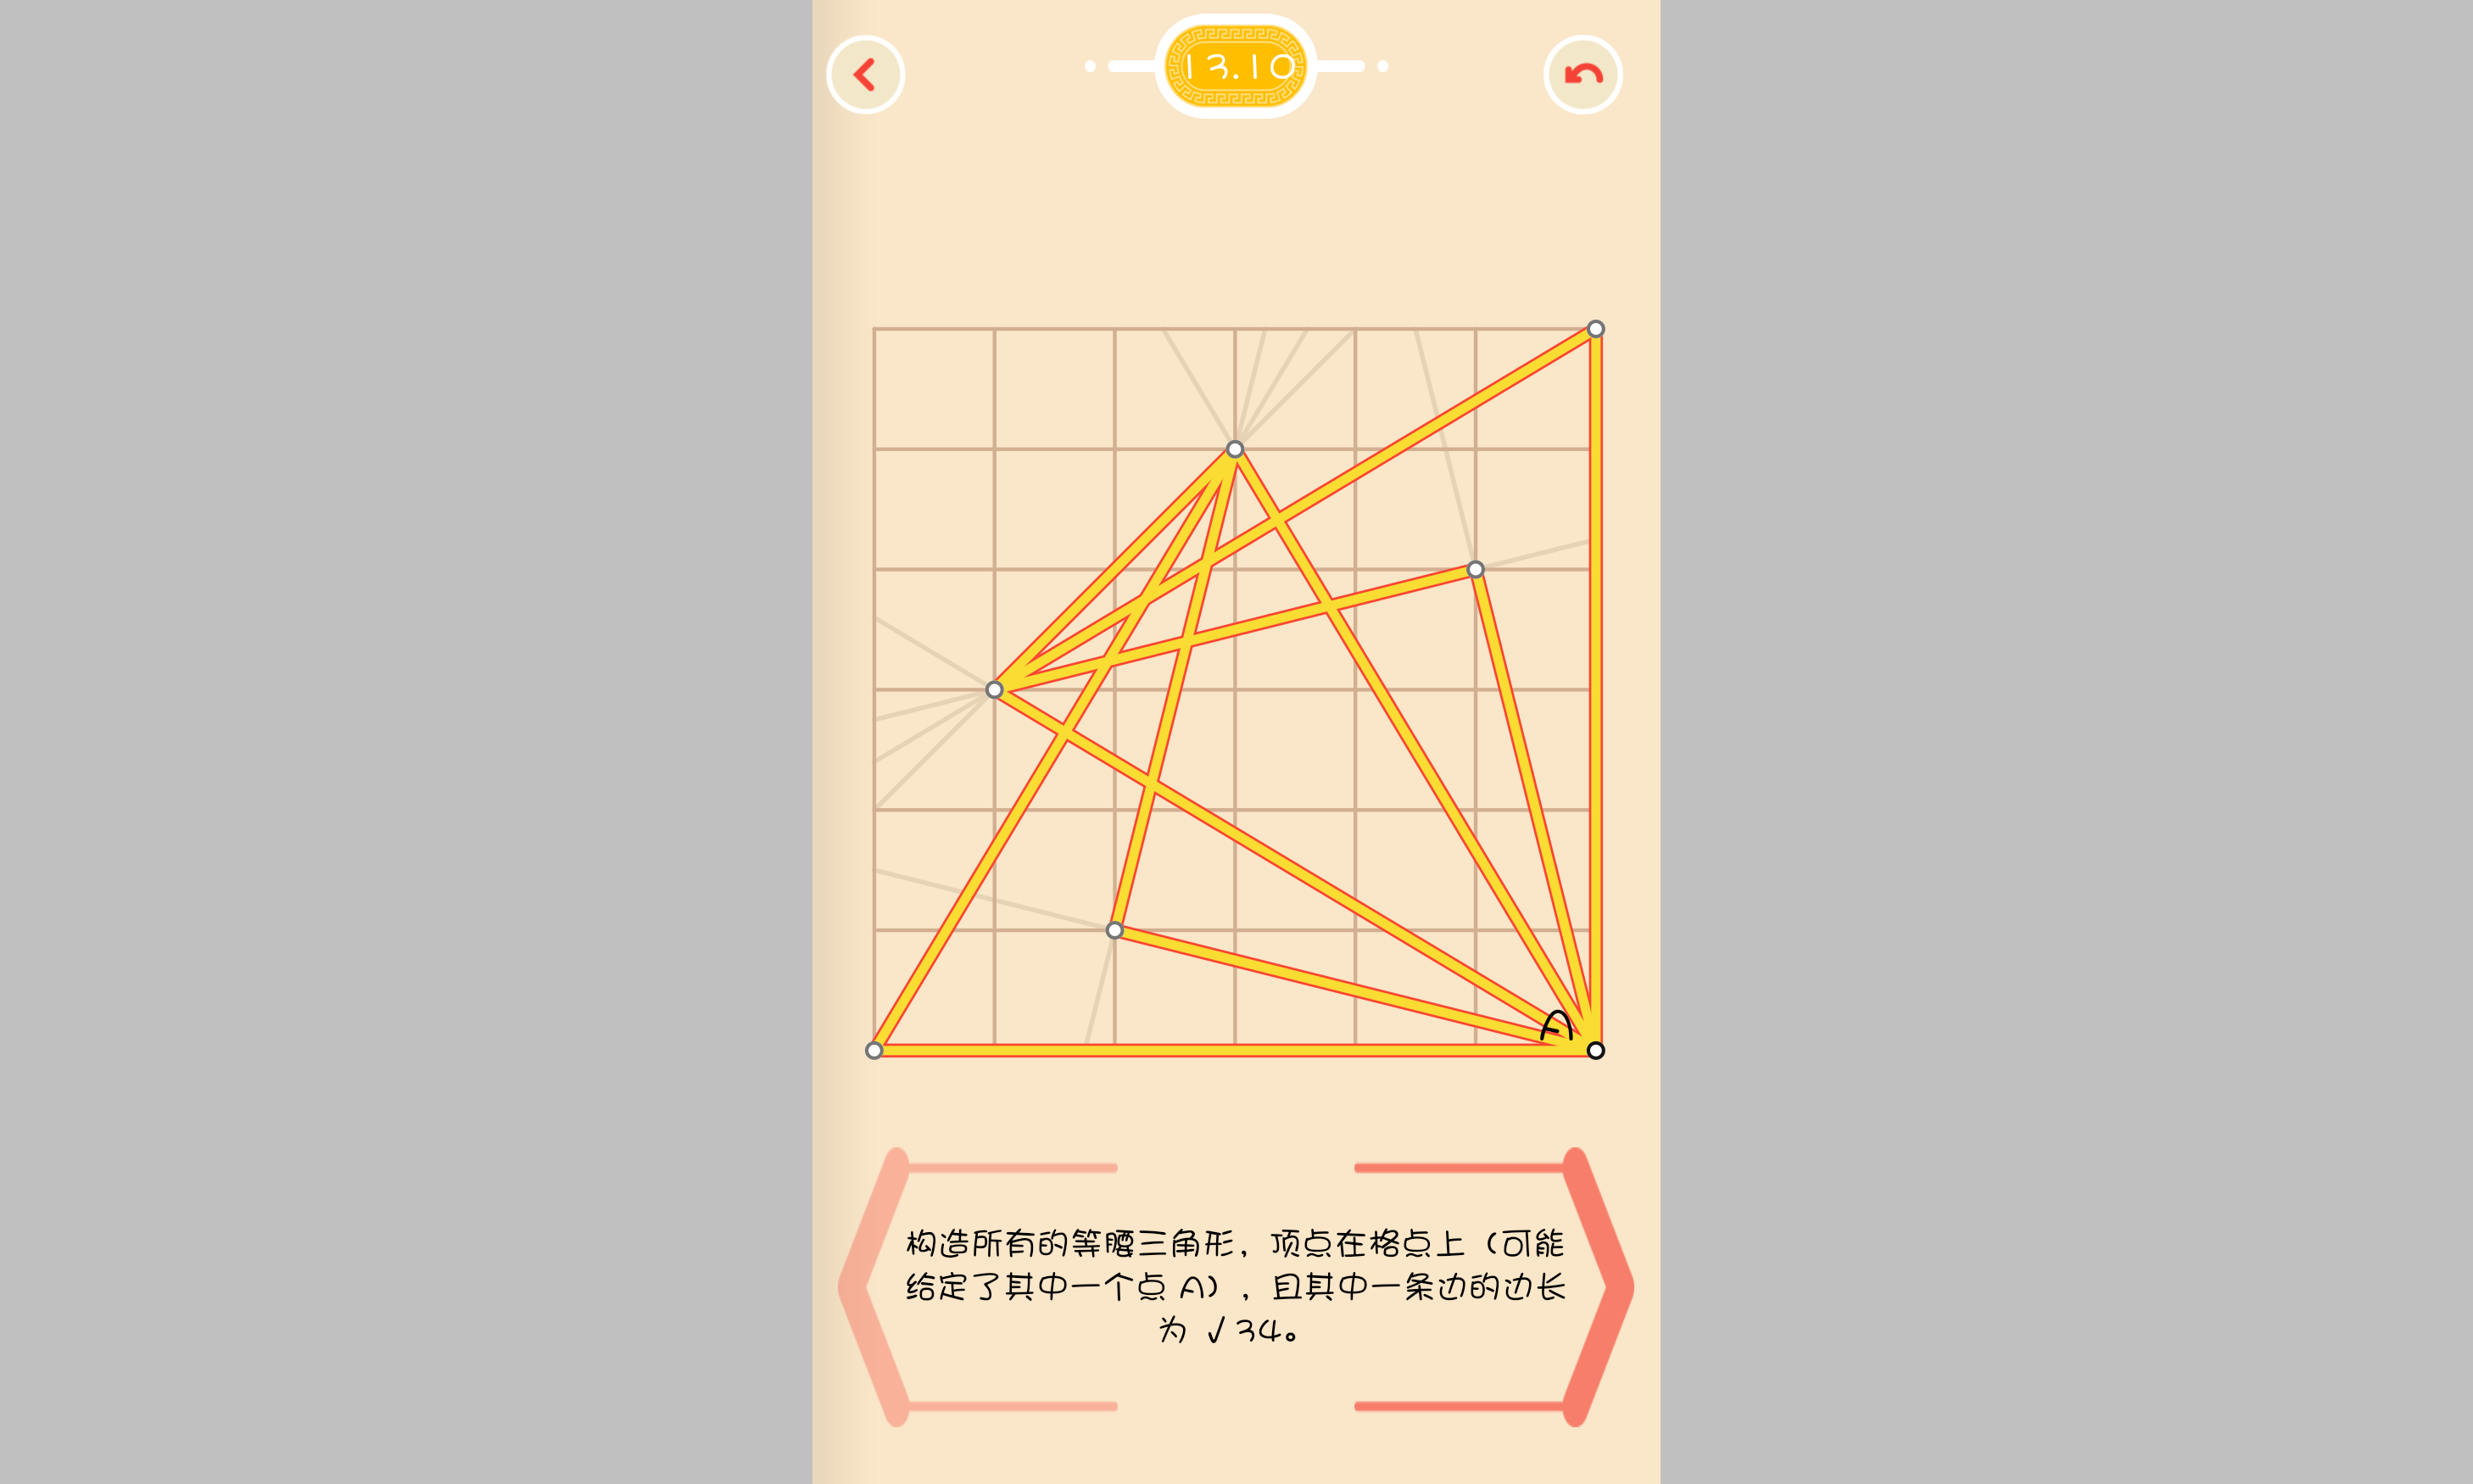 13.10
A
构造所在的等腰三角形，顶点在格点上（可能
给定了其中一个点 A），且其中一条边的边长
为 √34。